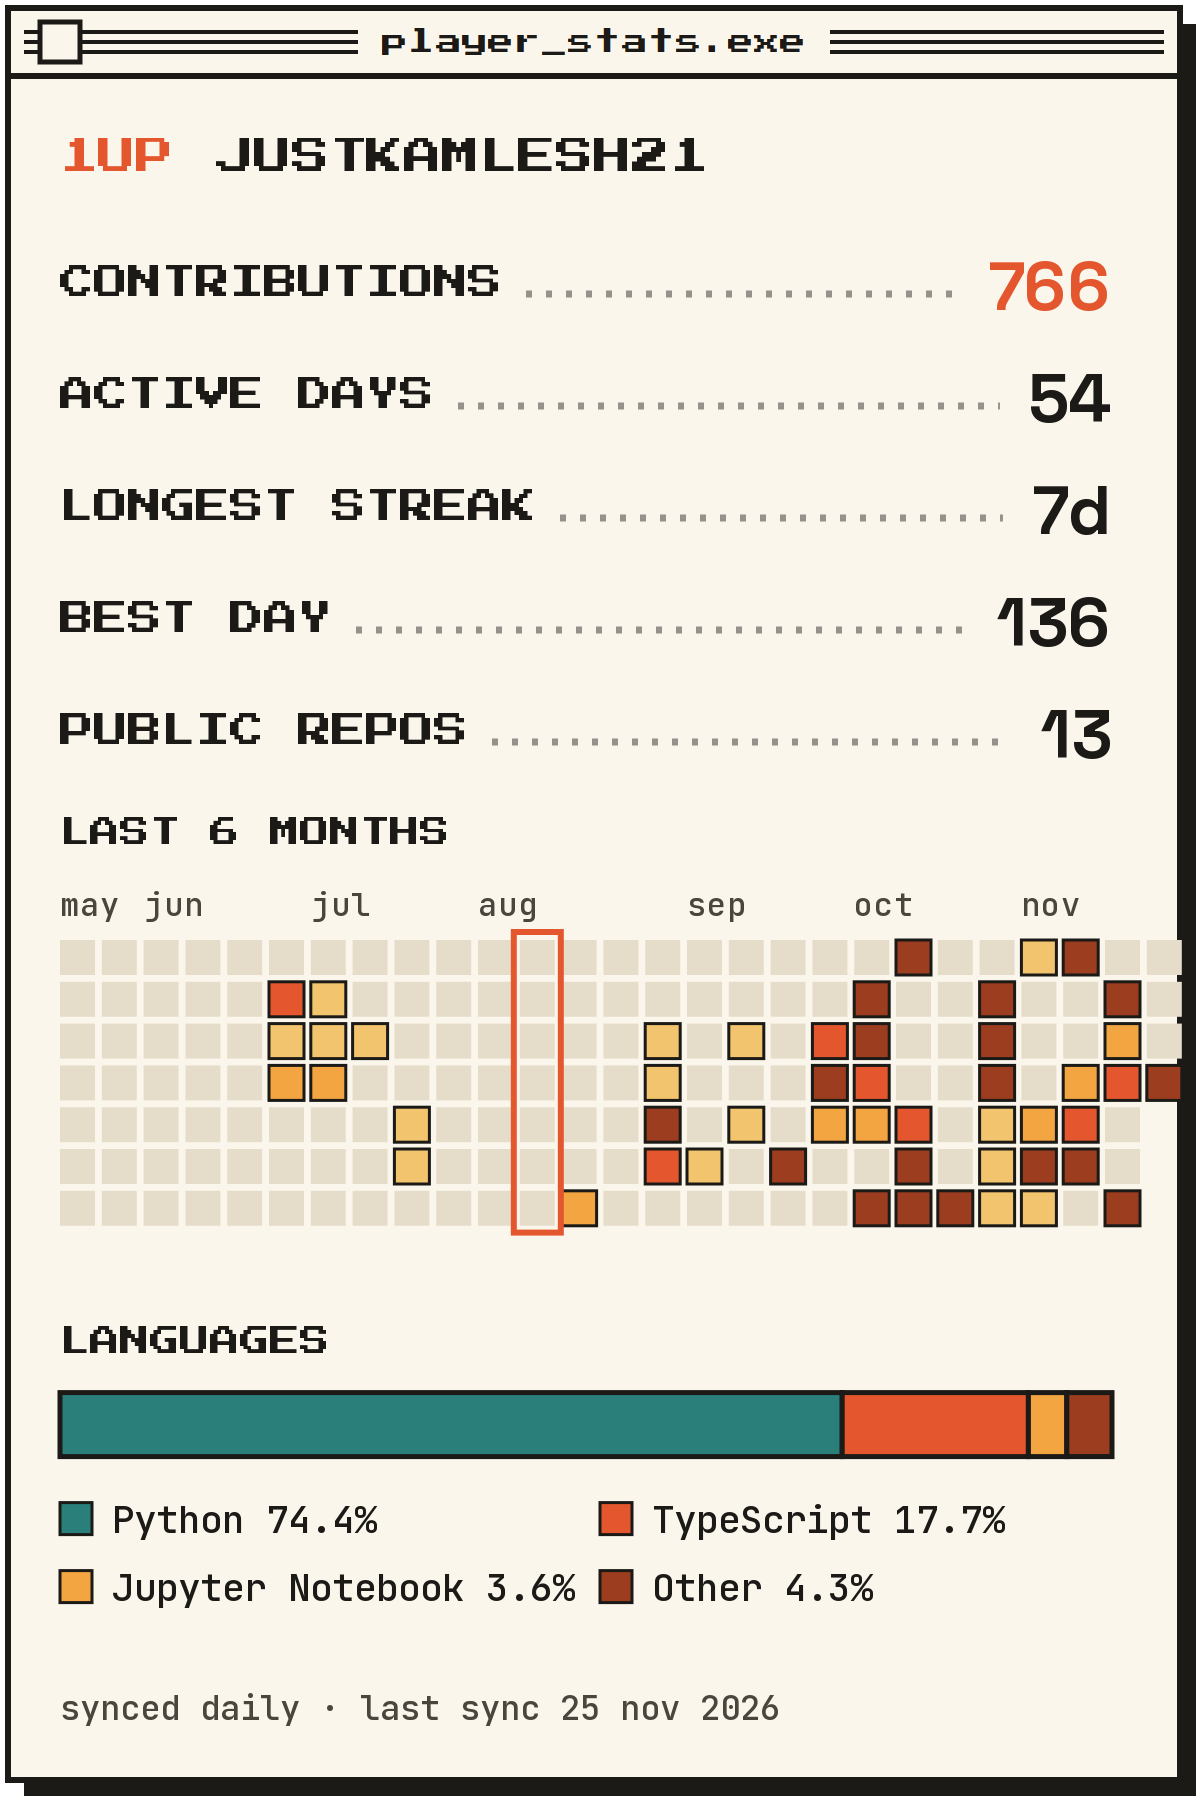 player_stats.exe
1UP JUSTKAMLESH21
CONTRIBUTIONS 766
ACTIVE DAYS 54
LONGEST STREAK 7d
BEST DAY 136
PUBLIC REPOS 13
LAST 6 MONTHS
may jun jul aug sep oct nov
LANGUAGES
Python 74.4% TypeScript 17.7%
Jupyter Notebook 3.6% Other 4.3%
synced daily · last sync 25 nov 2026